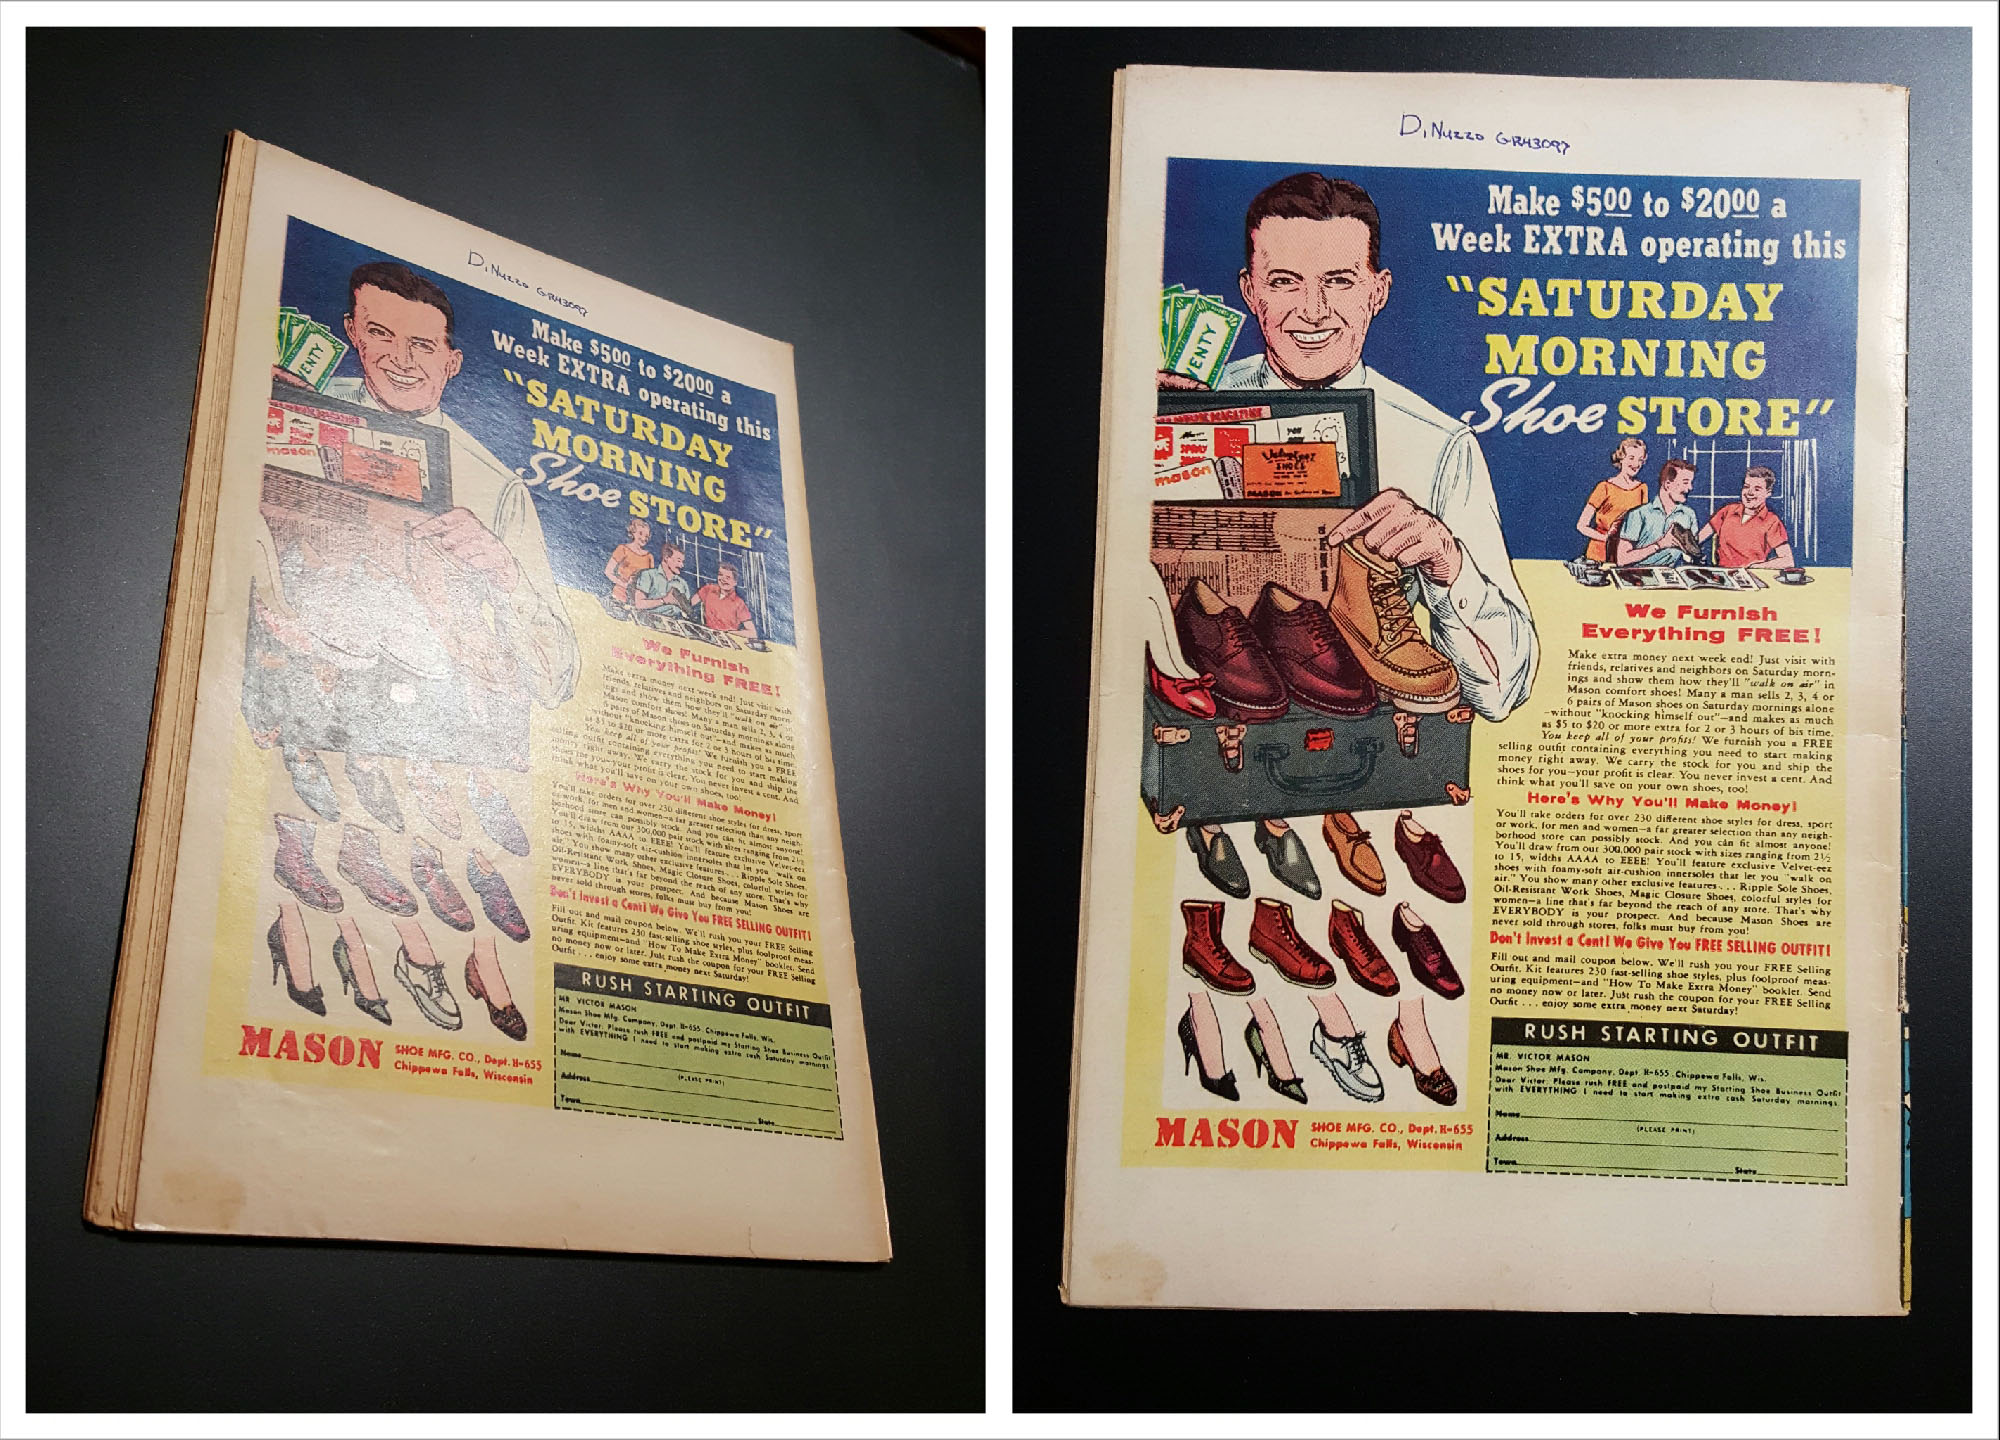 D. Nuzzo GR43097
Make $5.00 to $20.00 a
Week EXTRA operating this
"SATURDAY
MORNING
Shoe STORE"
We Furnish
Everything FREE!
Make extra money next week end! Just visit with
friends, relatives and neighbors on Saturday morn-
ings and show them how they'll "walk on air" in
Mason comfort shoes! Many a man sells 2, 3, 4 or
6 pairs of Mason shoes on Saturday mornings alone
-without "knocking himself out"-and makes as much
as $5 to $20 or more extra for 2 or 3 hours of his time.
You keep all of your profits! We furnish you a FREE
selling outfit containing everything you need to start making
money right away. We carry the stock for you and ship the
shoes for you-your profit is clear. You never invest a cent. And
think what you'll save on your own shoes, too!
Here's Why You'll Make Money!
You'll take orders for over 230 different shoe styles for dress, sport
or work, for men and women-a far greater selection than any neigh-
borhood store can possibly stock. And you can fit almost anyone!
You'll draw from our 300,000 pair stock with sizes ranging from 2½
to 15, widths AAAA to EEEE! You'll feature exclusive Velvet-eez
shoes with foamy-soft air-cushion innersoles that let you "walk on
air." You show many other exclusive features... Ripple Sole Shoes,
Oil-Resistant Work Shoes, Magic Closure Shoes, colorful styles for
women-a line that's far beyond the reach of any store. That's why
EVERYBODY is your prospect. And because Mason Shoes are
never sold through stores, folks must buy from you!
Don't Invest a Cent! We Give You FREE SELLING OUTFIT!
Fill out and mail coupon below. We'll rush you your FREE Selling
Outfit. Kit features 230 fast-selling shoe styles, plus foolproof meas-
uring equipment-and "How To Make Extra Money" booklet. Send
no money now or later. Just rush the coupon for your FREE Selling
Outfit... enjoy some extra money next Saturday!
RUSH STARTING OUTFIT
MR. VICTOR MASON
Mason Shoe Mfg. Company, Dept. H-655, Chippewa Falls, Wis.
Dear Victor: Please rush FREE and postpaid my Starting Shoe Business Outfit
with EVERYTHING I need to start making extra cash Saturday mornings.
Name
(PLEASE PRINT)
Address
Town State
MASON SHOE MFG. CO., Dept. H-655
Chippewa Falls, Wisconsin
VENTY
mason
Velvet-eez
SHOES
MASON